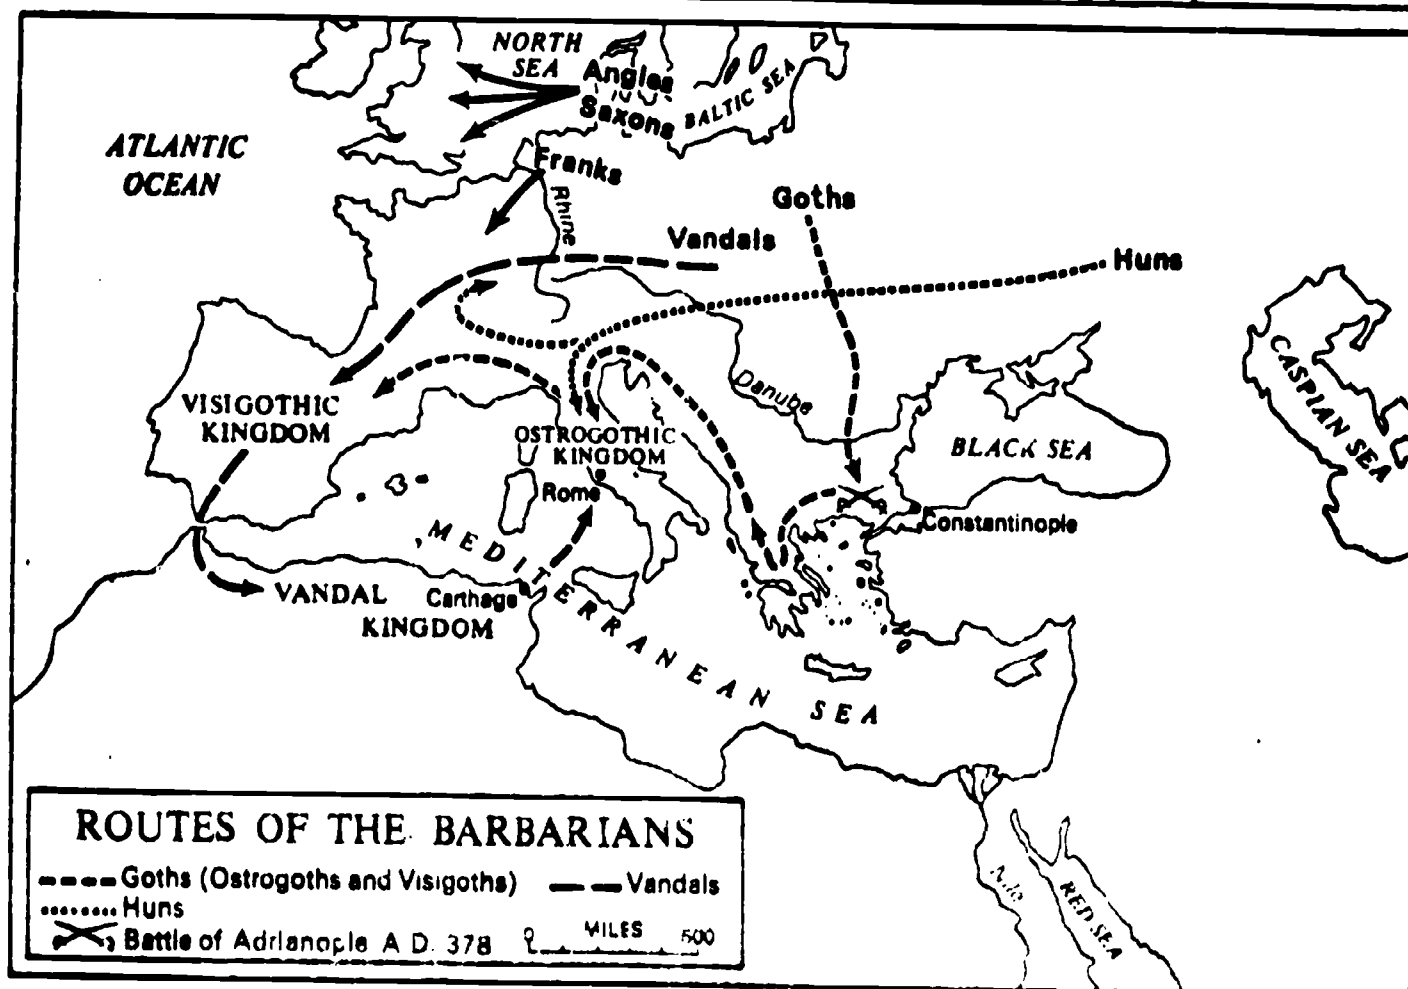 NORTH
SEA
Angles
Saxons
BALTIC SEA
ATLANTIC
OCEAN
Franks
Rhine
Goths
Vandals
Huns
CASPIAN SEA
Danube
VISIGOTHIC
KINGDOM
OSTROGOTHIC
KINGDOM
BLACK SEA
Rome
Constantinople
MEDITERRANEAN SEA
VANDAL
KINGDOM
Carthage
Nile
RED SEA
ROUTES OF THE BARBARIANS
Goths (Ostrogoths and Visigoths)
Vandals
Huns
Battle of Adrianople A D. 378
0 MILES 500